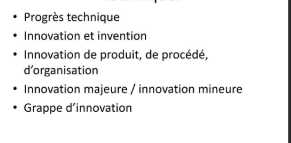 • Progrès technique
• Innovation et invention
• Innovation de produit, de procédé,
d'organisation
• Innovation majeure / innovation mineure
• Grappe d'innovation